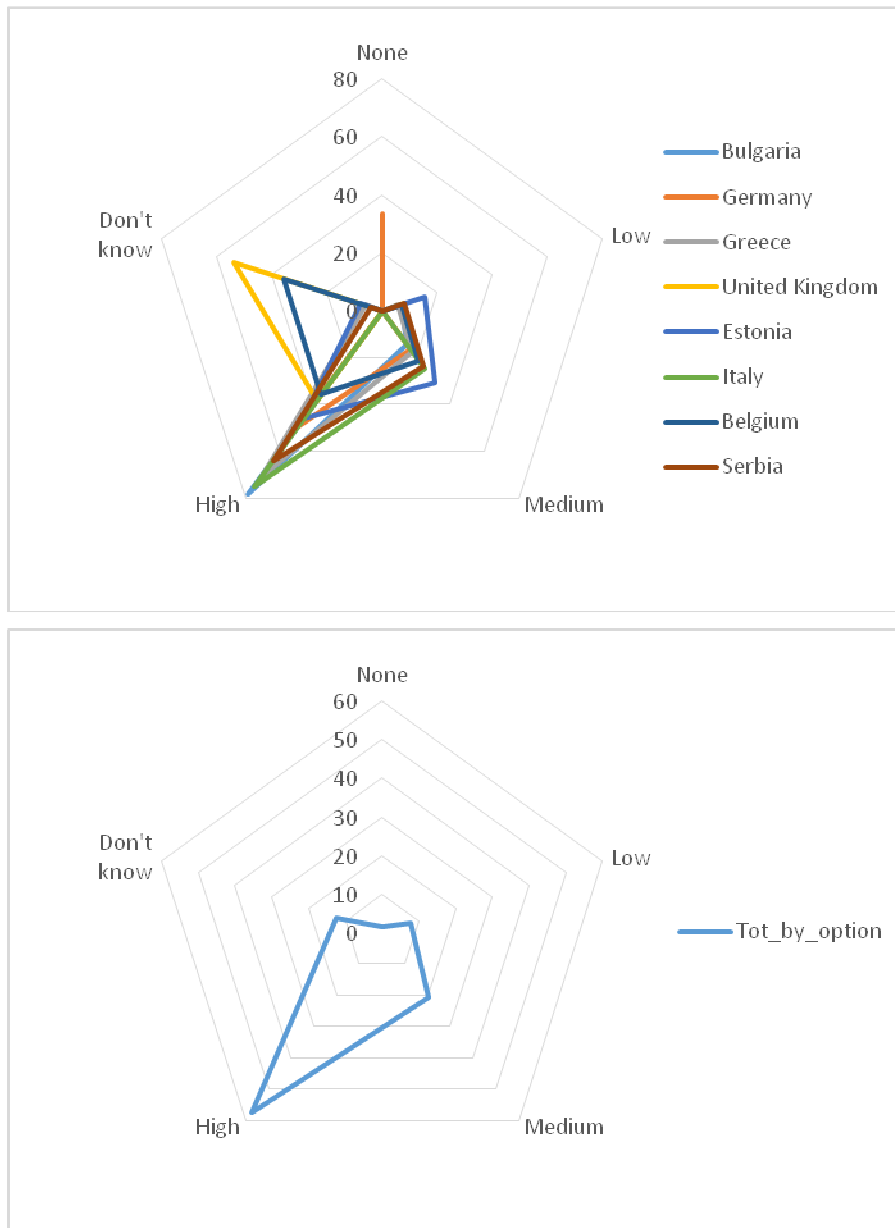 None
80
60
40
20
0
Don't
know
Low
High
Medium
Bulgaria
Germany
Greece
United Kingdom
Estonia
Italy
Belgium
Serbia
None
60
50
40
30
20
10
0
Don't
know
Low
High
Medium
Tot_by_option